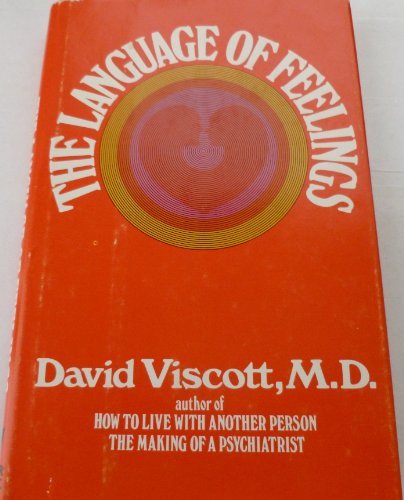 THE LANGUAGE OF FEELINGS
David Viscott, M.D.
author of
HOW TO LIVE WITH ANOTHER PERSON
THE MAKING OF A PSYCHIATRIST